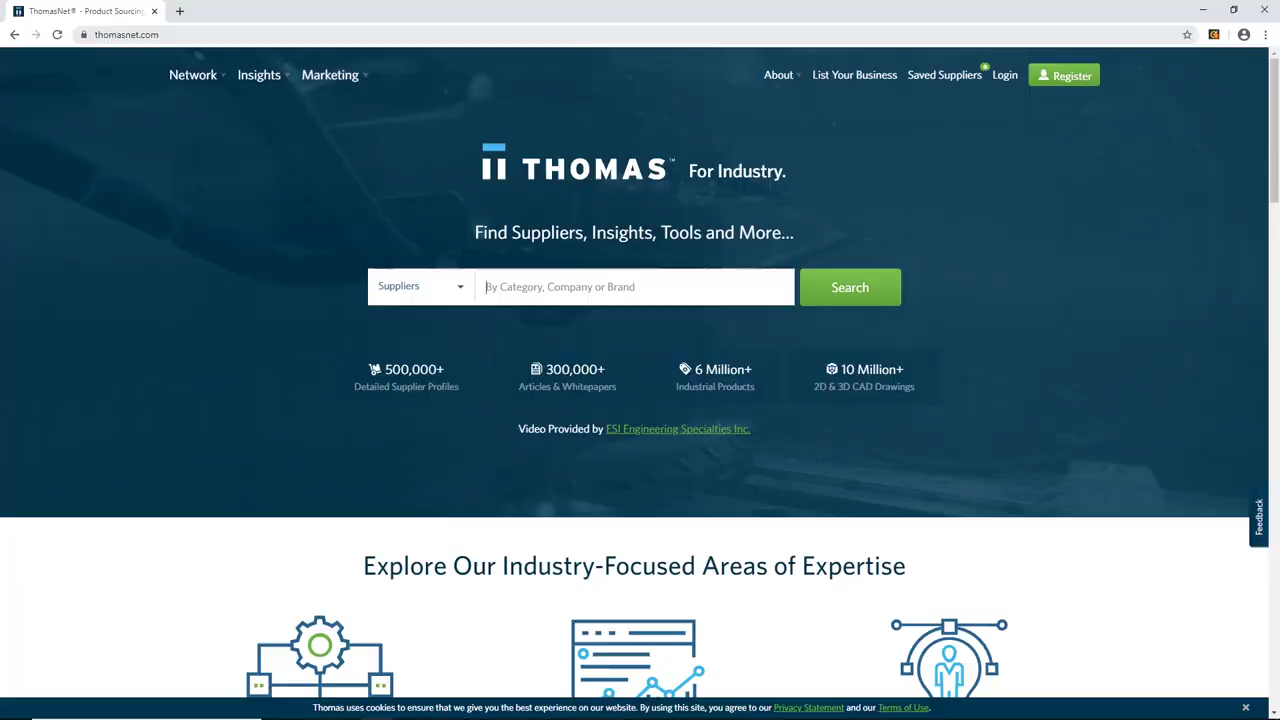 ThomasNet® - Product Sourcing
thomasnet.com
Network Insights Marketing About List Your Business Saved Suppliers 0 Login Register
THOMAS™ For Industry.
Find Suppliers, Insights, Tools and More...
Suppliers By Category, Company or Brand Search
500,000+ 300,000+ 6 Million+ 10 Million+
Detailed Supplier Profiles Articles & Whitepapers Industrial Products 2D & 3D CAD Drawings
Video Provided by ESI Engineering Specialties Inc.
Feedback
Explore Our Industry-Focused Areas of Expertise
Thomas uses cookies to ensure that we give you the best experience on our website. By using this site, you agree to our Privacy Statement and our Terms of Use.